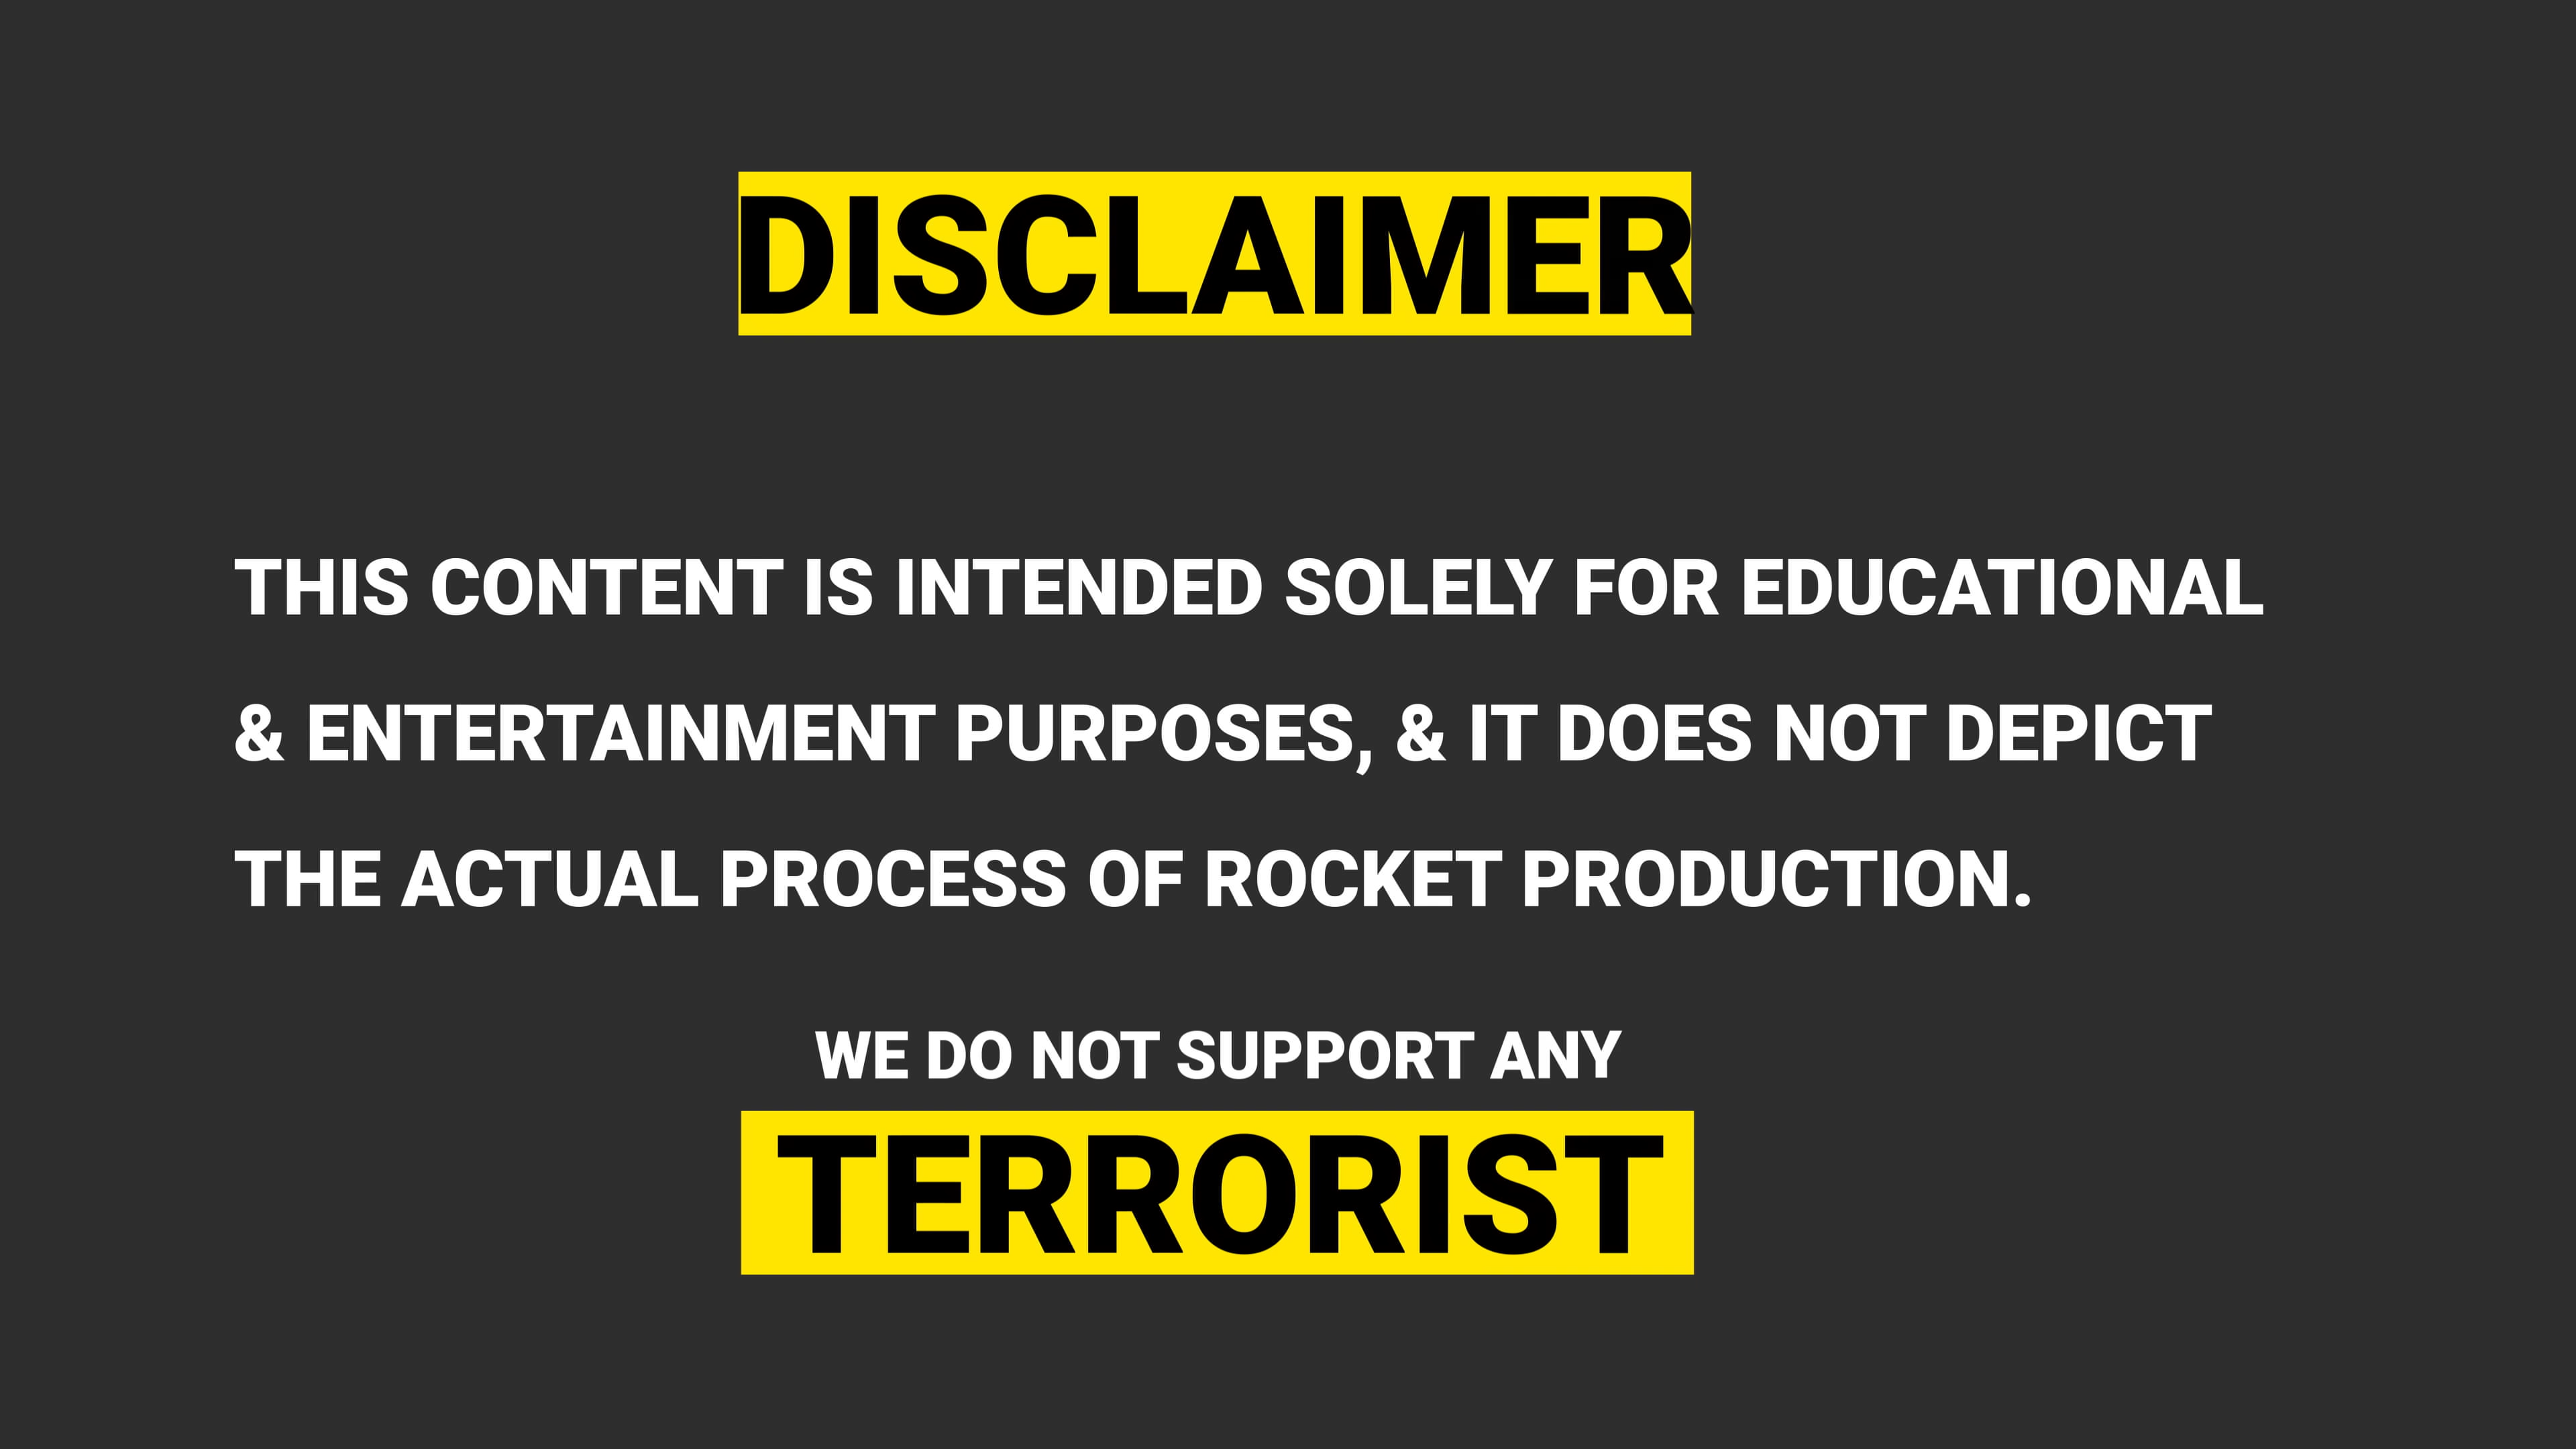 DISCLAIMER
THIS CONTENT IS INTENDED SOLELY FOR EDUCATIONAL
& ENTERTAINMENT PURPOSES, & IT DOES NOT DEPICT
THE ACTUAL PROCESS OF ROCKET PRODUCTION.
WE DO NOT SUPPORT ANY
TERRORIST